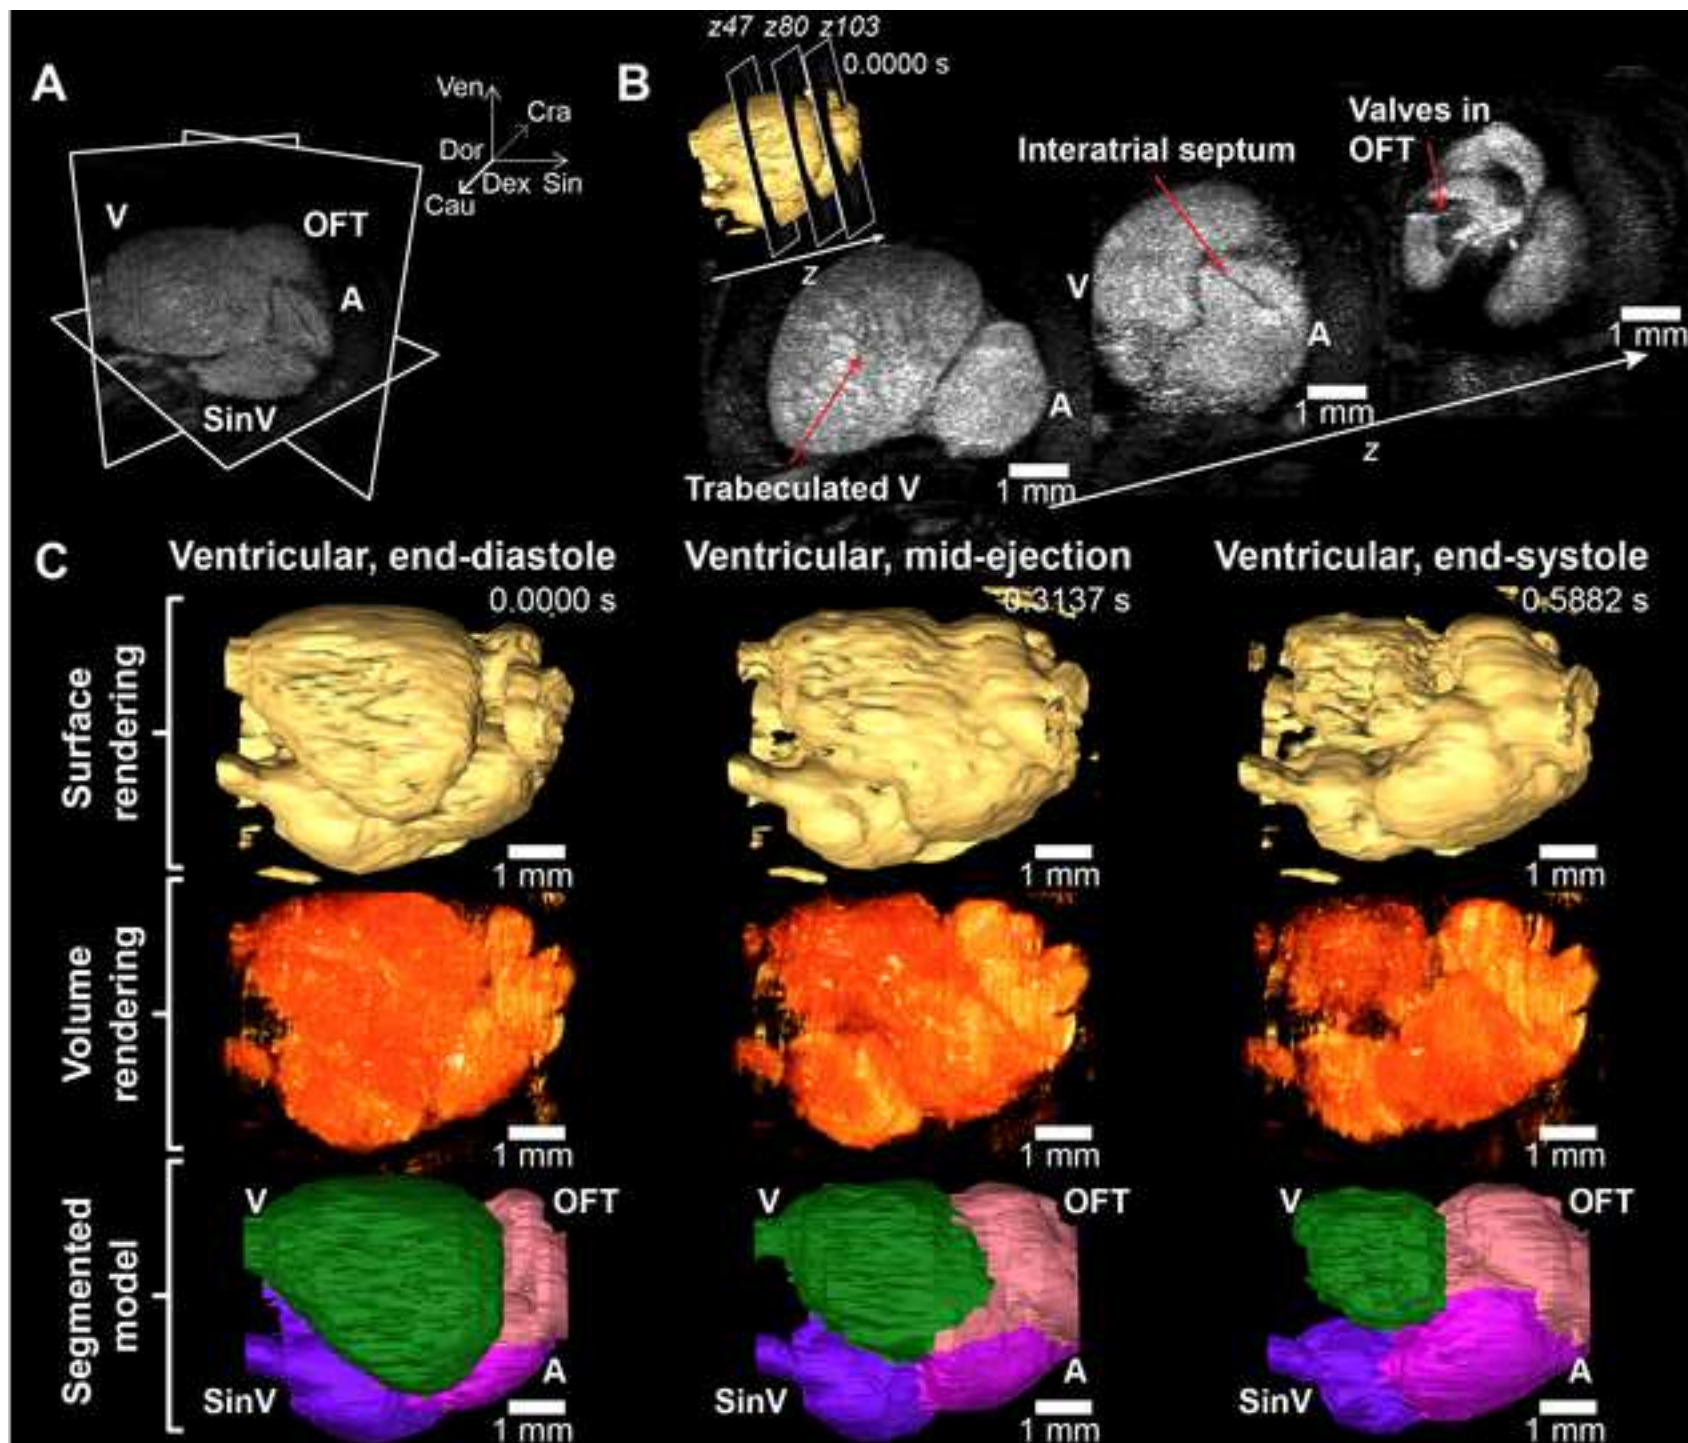 A
Ven
Cra
Dor
Dex Sin
Cau
V
OFT
A
SinV
B
z47 z80 z103
0.0000 s
z
Interatrial septum
Valves in
OFT
V
A
A
1 mm
1 mm
1 mm
Trabeculated V
z
C
Ventricular, end-diastole
0.0000 s
Ventricular, mid-ejection
0.3137 s
Ventricular, end-systole
0.5882 s
Surface
rendering
1 mm
1 mm
1 mm
Volume
rendering
1 mm
1 mm
1 mm
Segmented
model
V
OFT
A
SinV
1 mm
V
OFT
A
SinV
1 mm
V
OFT
A
SinV
1 mm